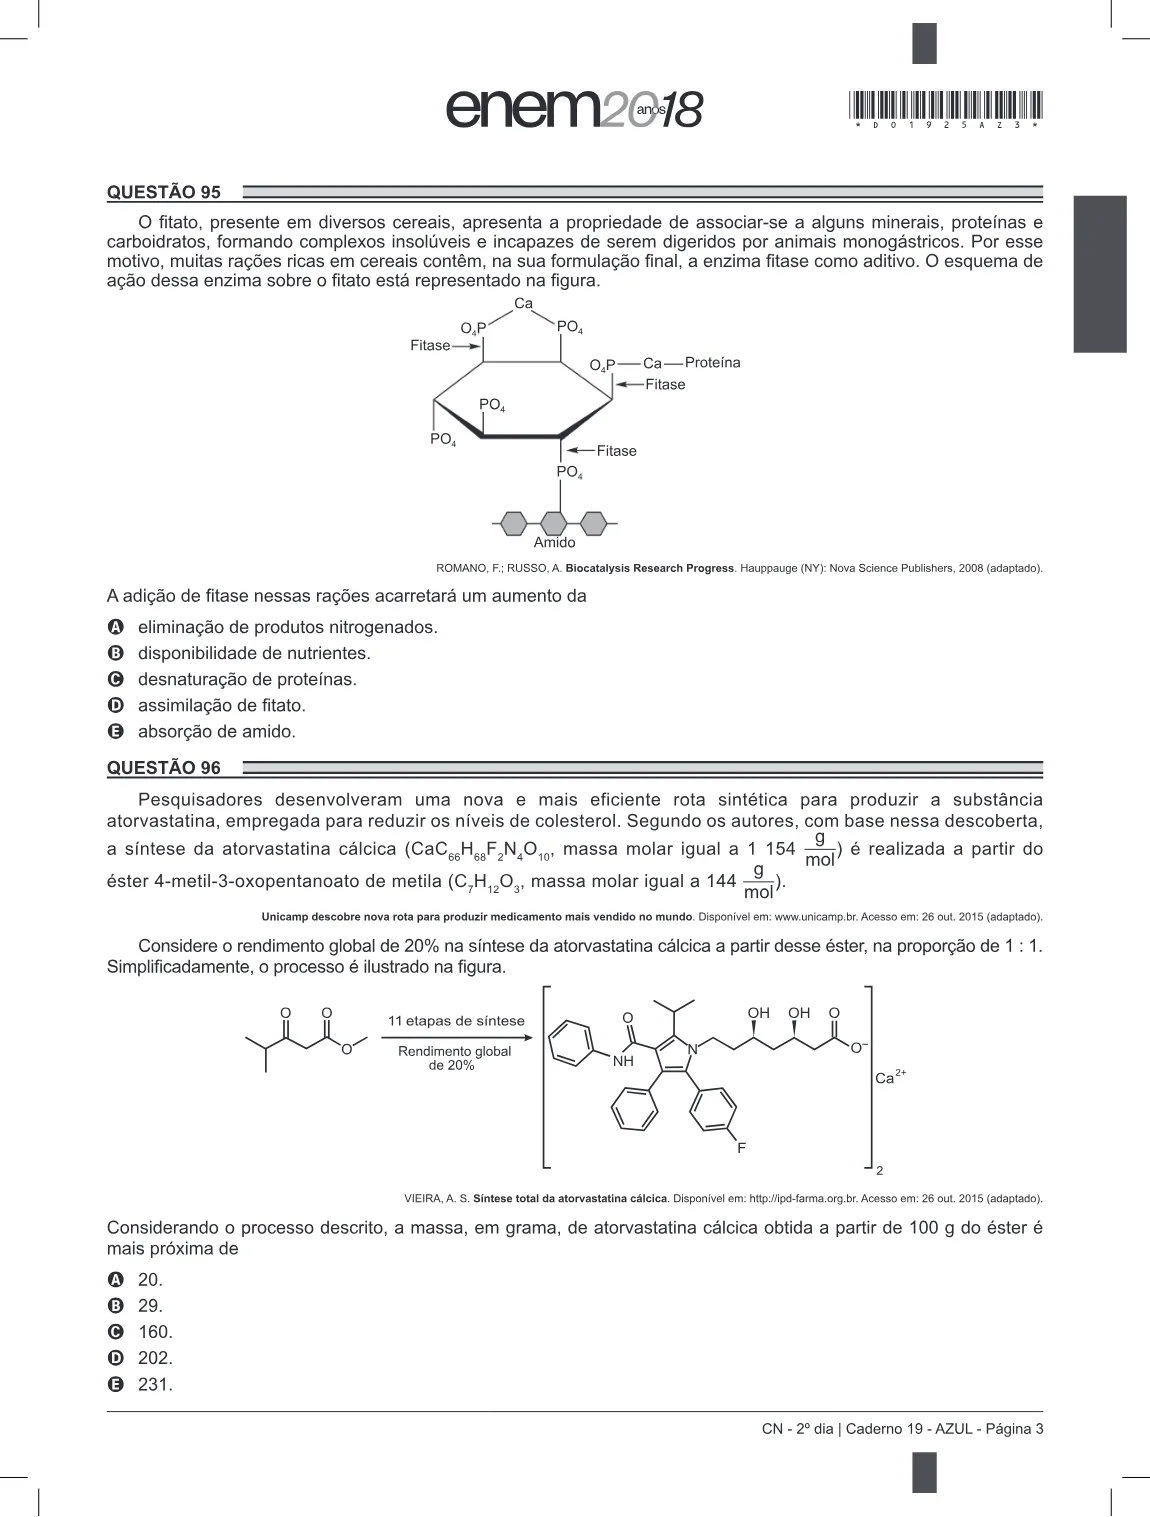 enem2018
anos
*D01925AZ3*
QUESTÃO 95
O fitato, presente em diversos cereais, apresenta a propriedade de associar-se a alguns minerais, proteínas e
carboidratos, formando complexos insolúveis e incapazes de serem digeridos por animais monogástricos. Por esse
motivo, muitas rações ricas em cereais contêm, na sua formulação final, a enzima fitase como aditivo. O esquema de
ação dessa enzima sobre o fitato está representado na figura.
Ca
O₄P PO₄
Fitase
O₄P Ca Proteína
Fitase
PO₄
PO₄
Fitase
PO₄
Amido
ROMANO, F.; RUSSO, A. Biocatalysis Research Progress. Hauppauge (NY): Nova Science Publishers, 2008 (adaptado).
A adição de fitase nessas rações acarretará um aumento da
A eliminação de produtos nitrogenados.
B disponibilidade de nutrientes.
C desnaturação de proteínas.
D assimilação de fitato.
E absorção de amido.
QUESTÃO 96
Pesquisadores desenvolveram uma nova e mais eficiente rota sintética para produzir a substância
atorvastatina, empregada para reduzir os níveis de colesterol. Segundo os autores, com base nessa descoberta,
a síntese da atorvastatina cálcica (CaC₆₆H₆₈F₂N₄O₁₀, massa molar igual a 1 154 g/mol) é realizada a partir do
éster 4-metil-3-oxopentanoato de metila (C₇H₁₂O₃, massa molar igual a 144 g/mol).
Unicamp descobre nova rota para produzir medicamento mais vendido no mundo. Disponível em: www.unicamp.br. Acesso em: 26 out. 2015 (adaptado).
Considere o rendimento global de 20% na síntese da atorvastatina cálcica a partir desse éster, na proporção de 1 : 1.
Simplificadamente, o processo é ilustrado na figura.
O O
O
11 etapas de síntese
Rendimento global
de 20%
O
NH
N
OH OH O
O⁻
F
Ca²⁺
2
VIEIRA, A. S. Síntese total da atorvastatina cálcica. Disponível em: http://ipd-farma.org.br. Acesso em: 26 out. 2015 (adaptado).
Considerando o processo descrito, a massa, em grama, de atorvastatina cálcica obtida a partir de 100 g do éster é
mais próxima de
A 20.
B 29.
C 160.
D 202.
E 231.
CN - 2º dia | Caderno 19 - AZUL - Página 3